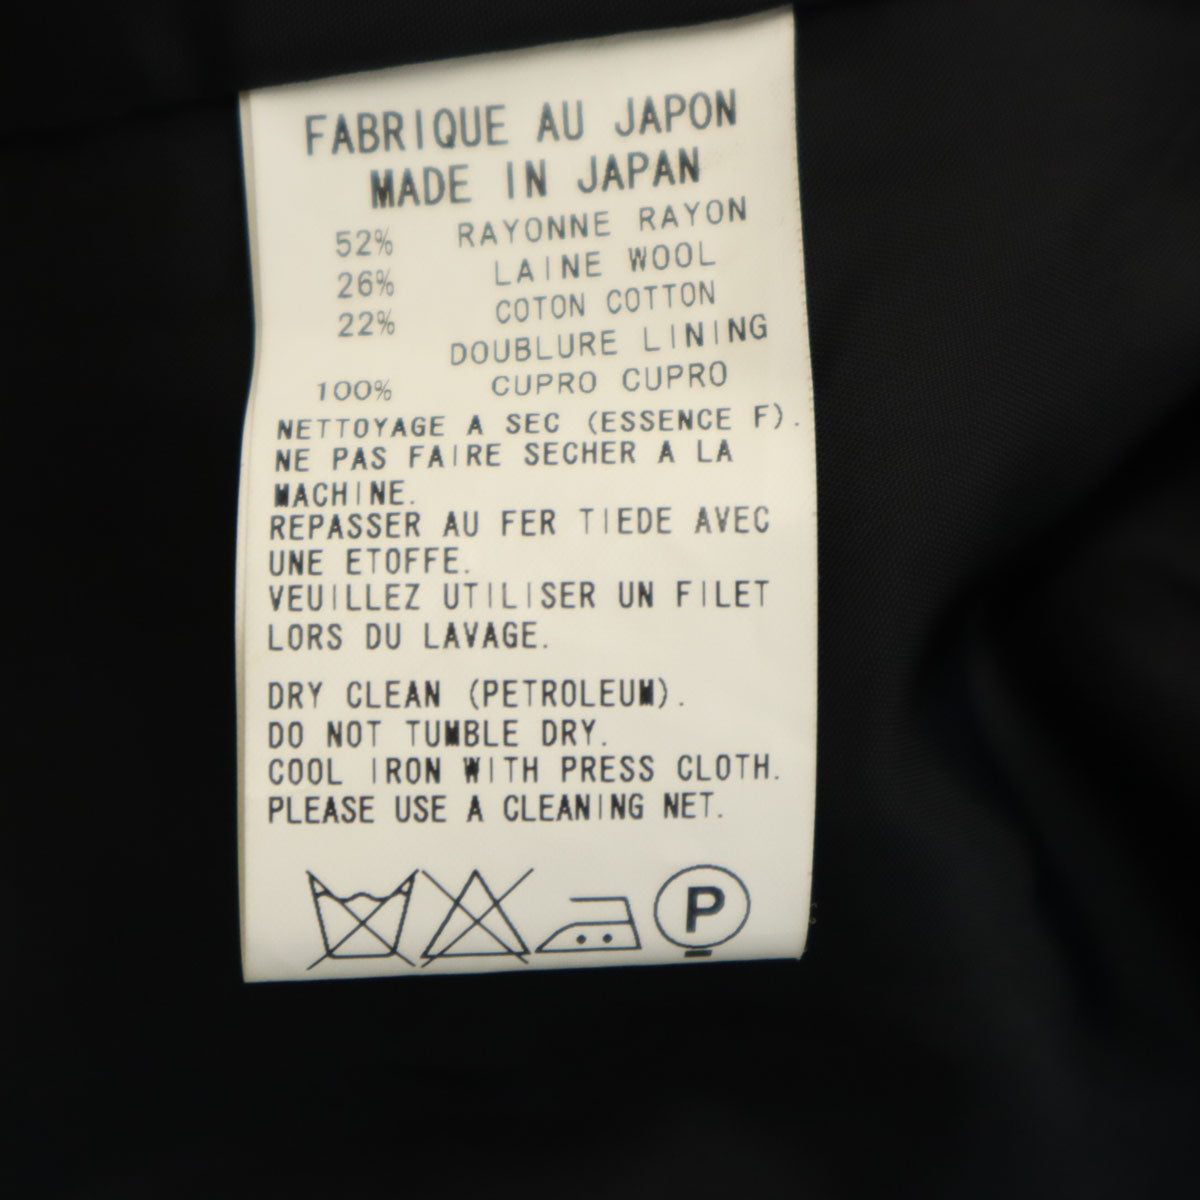 FABRIQUE AU JAPON
MADE IN JAPAN
52% RAYONNE RAYON
26% LAINE WOOL
22% COTON COTTON
DOUBLURE LINING
100% CUPRO CUPRO
NETTOYAGE A SEC (ESSENCE F).
NE PAS FAIRE SECHER A LA
MACHINE.
REPASSER AU FER TIEDE AVEC
UNE ETOFFE.
VEUILLEZ UTILISER UN FILET
LORS DU LAVAGE.
DRY CLEAN (PETROLEUM).
DO NOT TUMBLE DRY.
COOL IRON WITH PRESS CLOTH.
PLEASE USE A CLEANING NET.
P